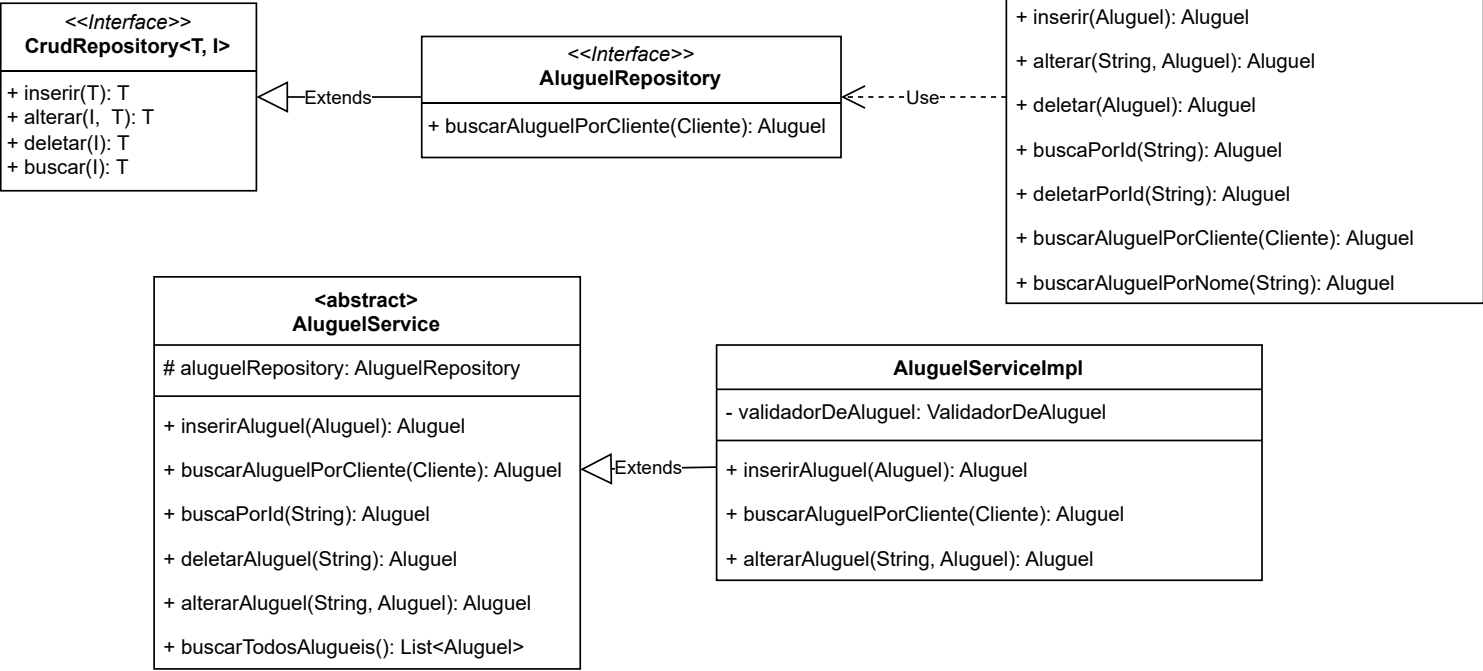 <<Interface>>
CrudRepository<T, I>
+ inserir(T): T
+ alterar(I,  T): T
+ deletar(I): T
+ buscar(I): T
Extends
<<Interface>>
AluguelRepository
+ buscarAluguelPorCliente(Cliente): Aluguel
Use
+ inserir(Aluguel): Aluguel
+ alterar(String, Aluguel): Aluguel
+ deletar(Aluguel): Aluguel
+ buscaPorId(String): Aluguel
+ deletarPorId(String): Aluguel
+ buscarAluguelPorCliente(Cliente): Aluguel
+ buscarAluguelPorNome(String): Aluguel
<abstract>
AluguelService
# aluguelRepository: AluguelRepository
+ inserirAluguel(Aluguel): Aluguel
+ buscarAluguelPorCliente(Cliente): Aluguel
+ buscaPorId(String): Aluguel
+ deletarAluguel(String): Aluguel
+ alterarAluguel(String, Aluguel): Aluguel
+ buscarTodosAlugueis(): List<Aluguel>
Extends
AluguelServiceImpl
- validadorDeAluguel: ValidadorDeAluguel
+ inserirAluguel(Aluguel): Aluguel
+ buscarAluguelPorCliente(Cliente): Aluguel
+ alterarAluguel(String, Aluguel): Aluguel